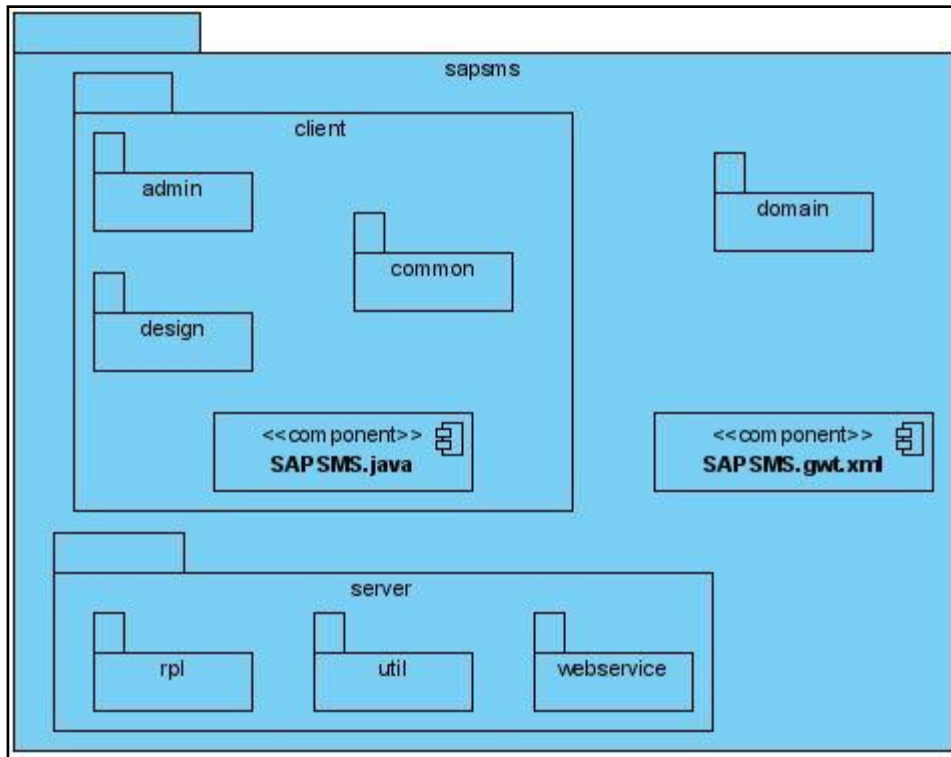 sapsms
client
admin
domain
common
design
<<component>>
SAPSMS.java
<<component>>
SAPSMS.gwt.xml
server
rpl
util
webservice